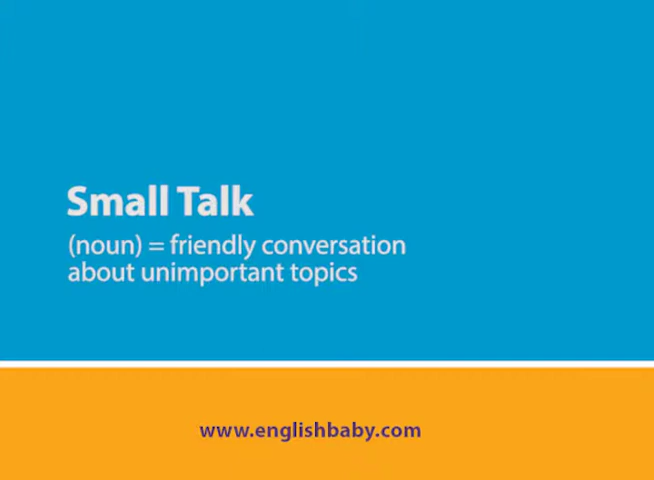 Small Talk
(noun) = friendly conversation
about unimportant topics
www.englishbaby.com